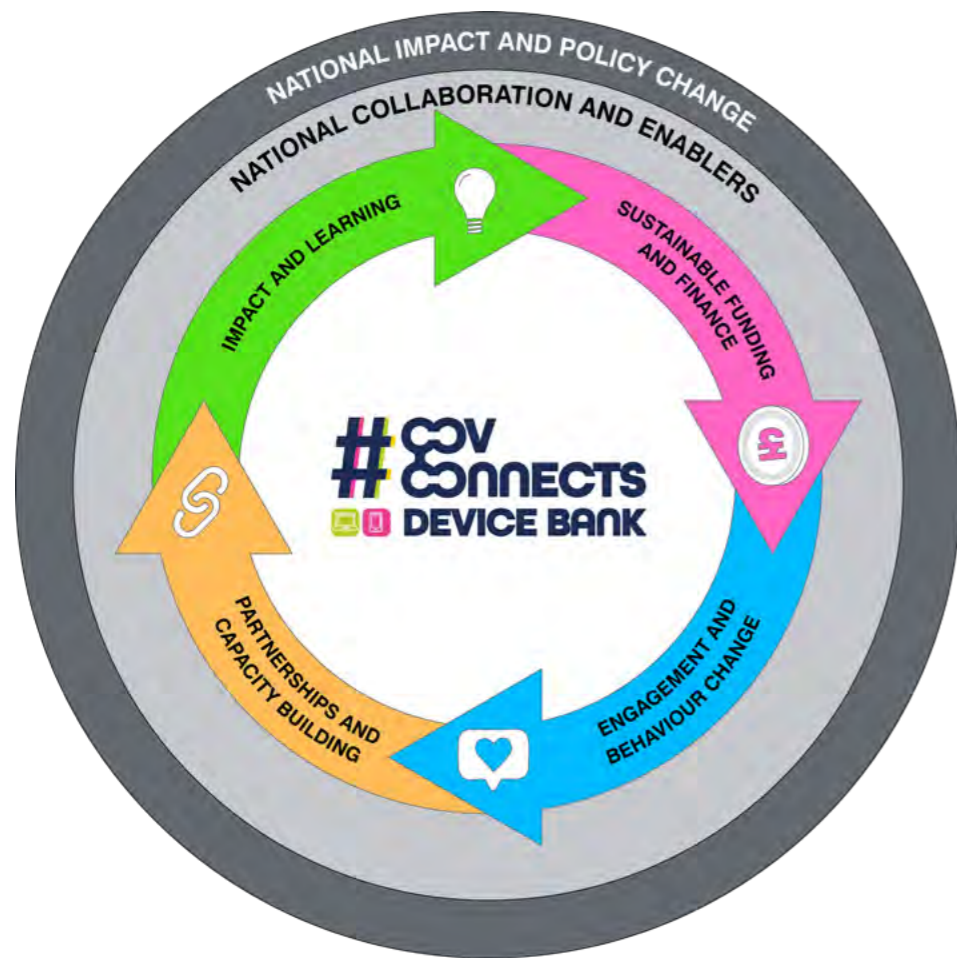 NATIONAL IMPACT AND POLICY CHANGE
NATIONAL COLLABORATION AND ENABLERS
IMPACT AND LEARNING
SUSTAINABLE FUNDING
AND FINANCE
£
#COV
CONNECTS
DEVICE BANK
ENGAGEMENT AND
BEHAVIOUR CHANGE
PARTNERSHIPS AND
CAPACITY BUILDING